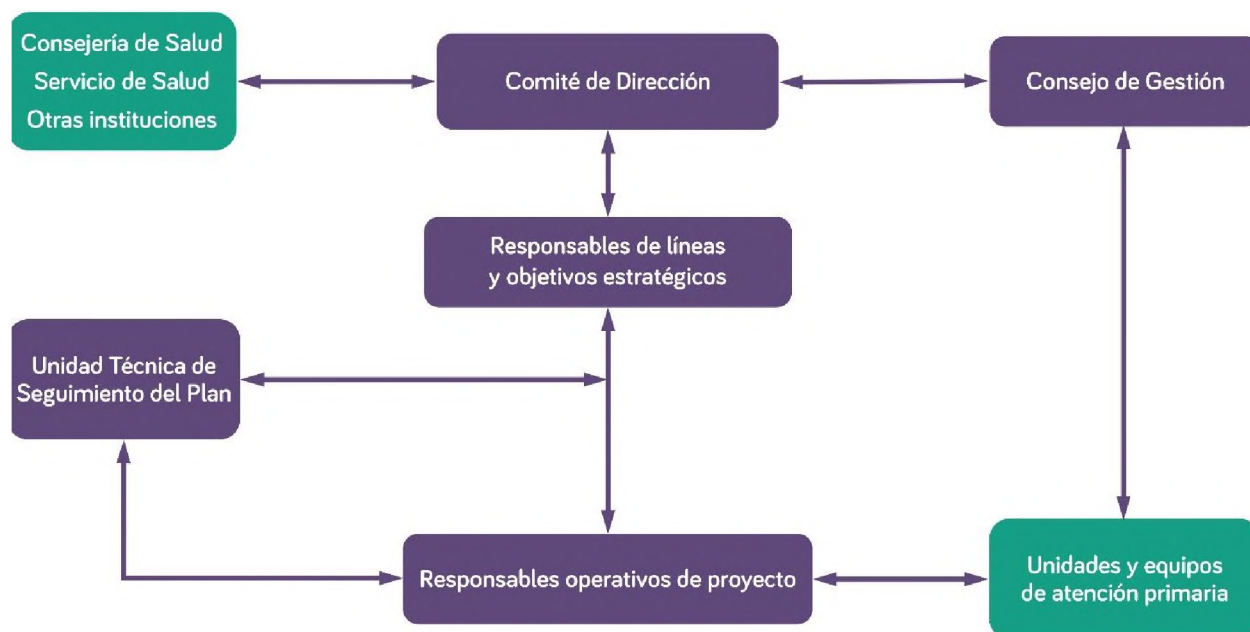 Consejería de Salud
Servicio de Salud
Otras instituciones
Comité de Dirección
Consejo de Gestión
Responsables de líneas
y objetivos estratégicos
Unidad Técnica de
Seguimiento del Plan
Responsables operativos de proyecto
Unidades y equipos
de atención primaria